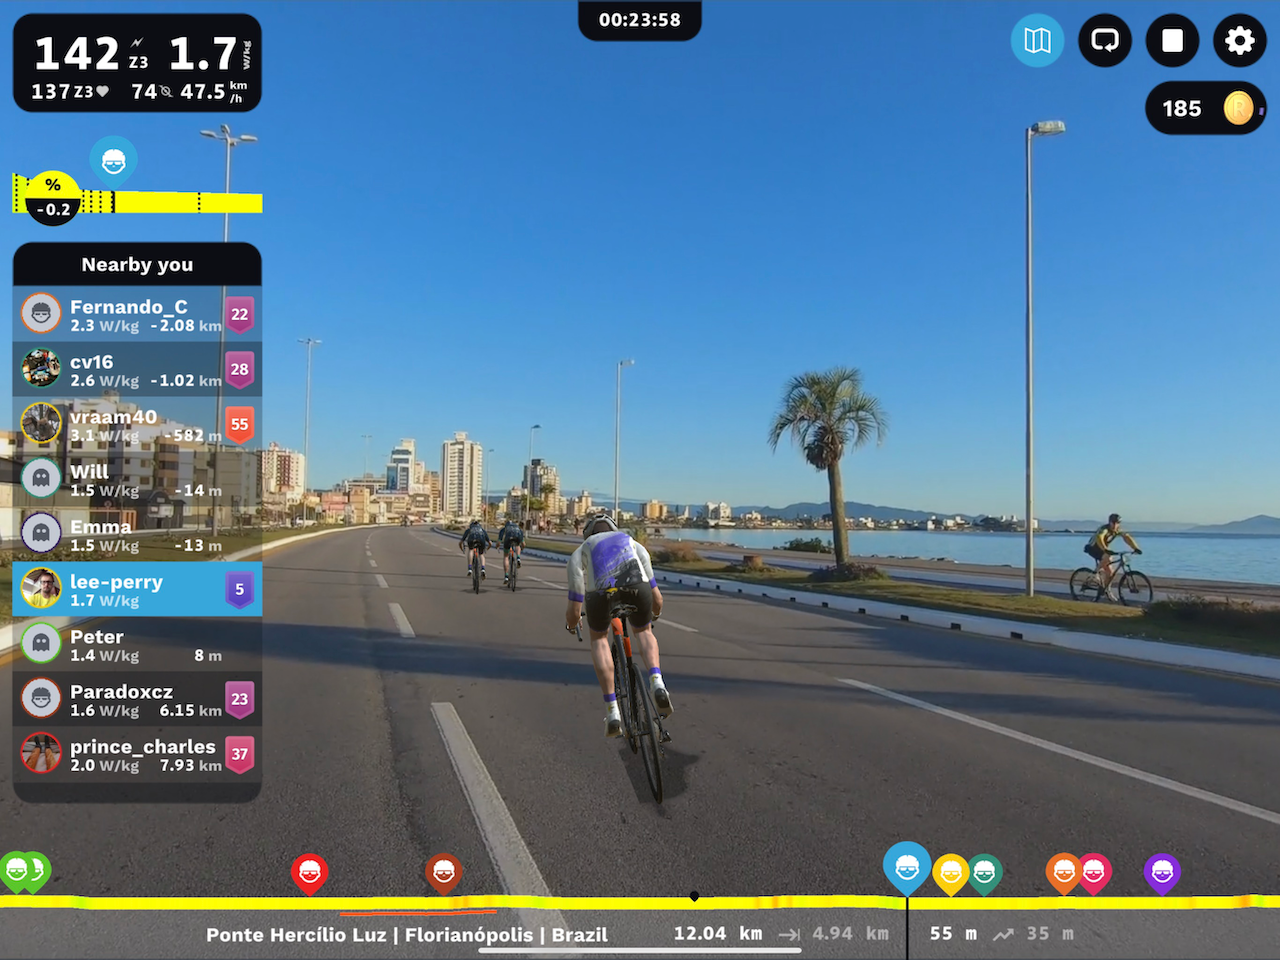 00:23:58
142 Z3 1.7 W/kg
137 Z3 74 47.5 km/h
185
R
%
-0.2
Nearby you
Fernando_C 22
2.3 W/kg -2.08 km
cv16 28
2.6 W/kg -1.02 km
vraam40 55
3.1 W/kg -582 m
Will
1.5 W/kg -14 m
Emma
1.5 W/kg -13 m
lee-perry 5
1.7 W/kg
Peter
1.4 W/kg 8 m
Paradoxcz 23
1.6 W/kg 6.15 km
prince_charles 37
2.0 W/kg 7.93 km
Ponte Hercílio Luz | Florianópolis | Brazil 12.04 km 4.94 km 55 m 35 m